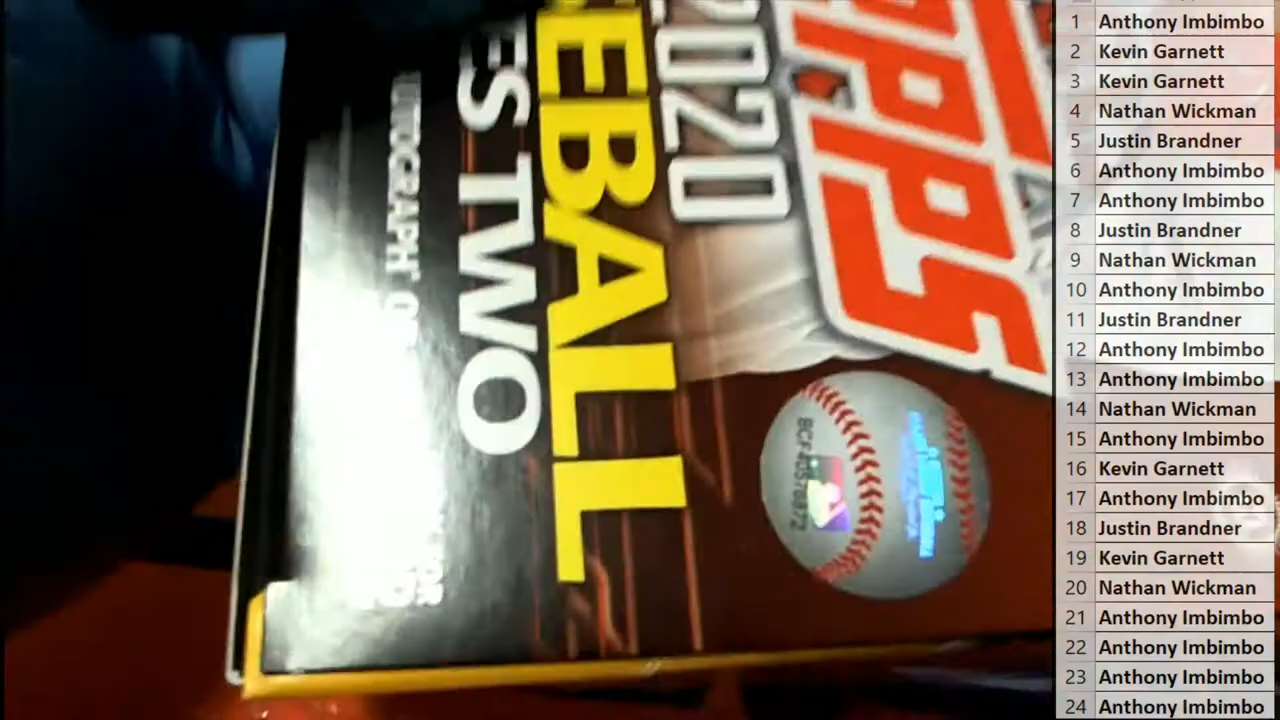 TOPPS
2020
EBALL
ES TWO
BCF40576872
1 Anthony Imbimbo
2 Kevin Garnett
3 Kevin Garnett
4 Nathan Wickman
5 Justin Brandner
6 Anthony Imbimbo
7 Anthony Imbimbo
8 Justin Brandner
9 Nathan Wickman
10 Anthony Imbimbo
11 Justin Brandner
12 Anthony Imbimbo
13 Anthony Imbimbo
14 Nathan Wickman
15 Anthony Imbimbo
16 Kevin Garnett
17 Anthony Imbimbo
18 Justin Brandner
19 Kevin Garnett
20 Nathan Wickman
21 Anthony Imbimbo
22 Anthony Imbimbo
23 Anthony Imbimbo
24 Anthony Imbimbo